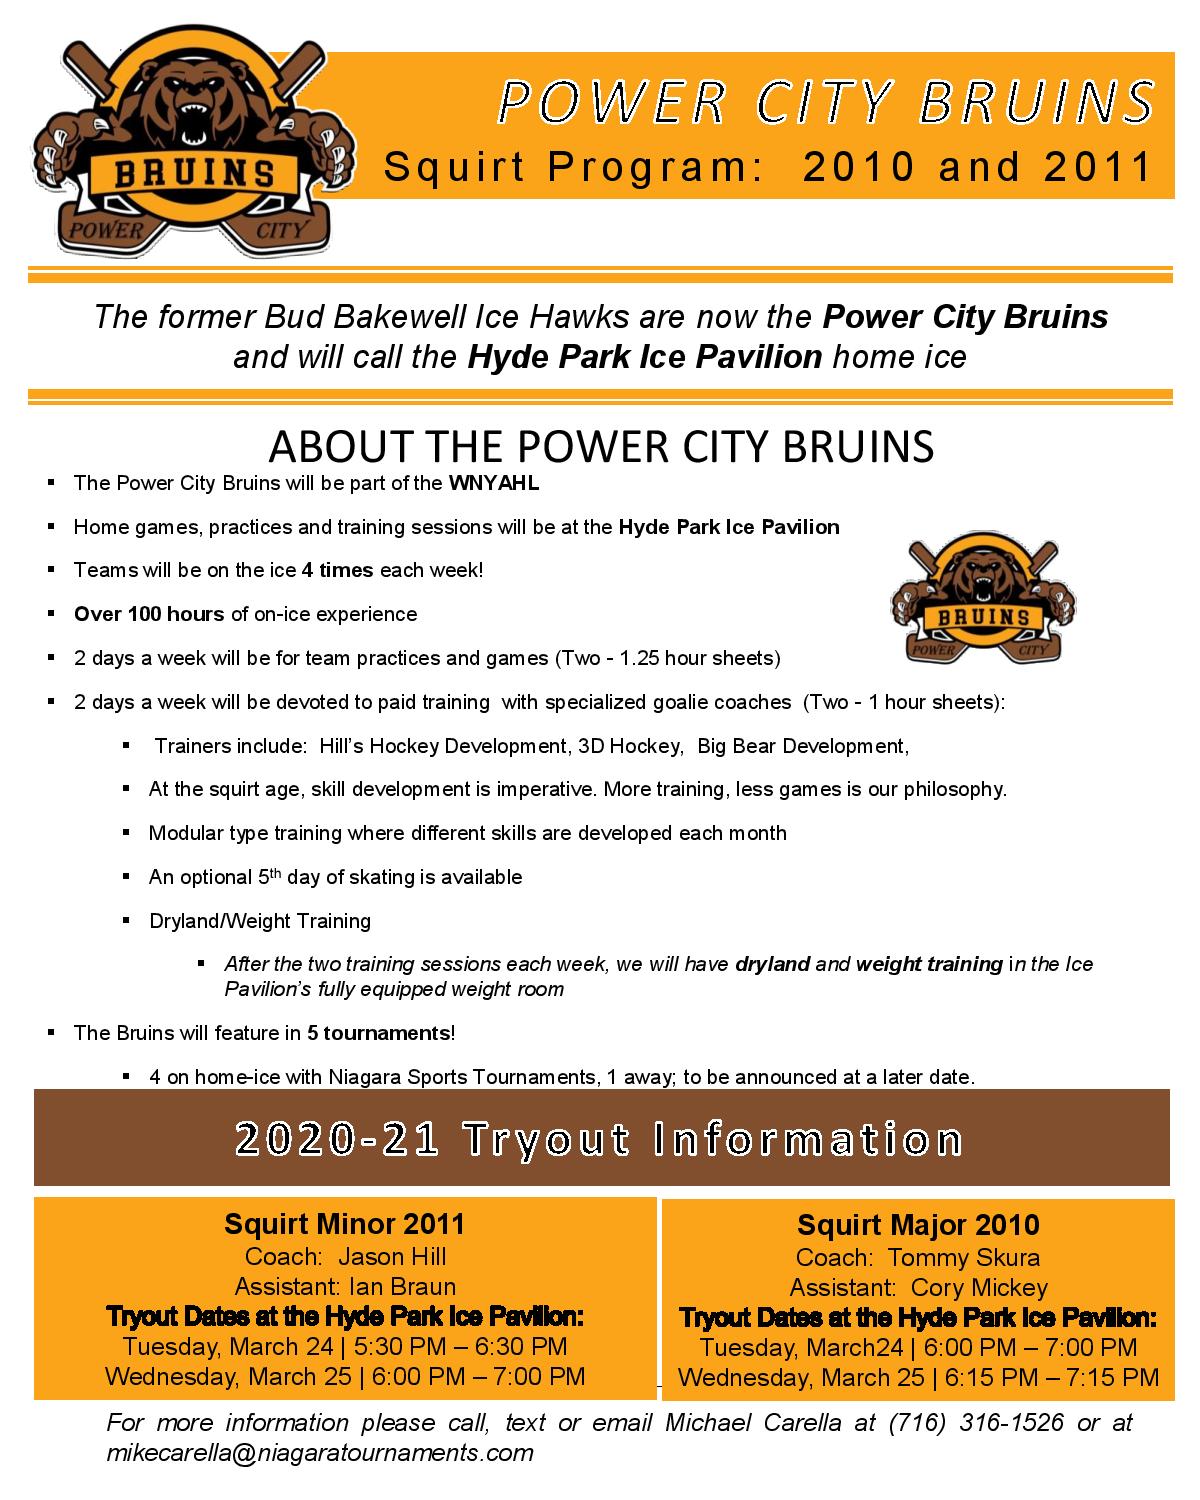 BRUINS
POWER CITY
POWER CITY BRUINS
Squirt Program: 2010 and 2011
The former Bud Bakewell Ice Hawks are now the Power City Bruins
and will call the Hyde Park Ice Pavilion home ice
ABOUT THE POWER CITY BRUINS
▪ The Power City Bruins will be part of the WNYAHL
▪ Home games, practices and training sessions will be at the Hyde Park Ice Pavilion
▪ Teams will be on the ice 4 times each week!
▪ Over 100 hours of on-ice experience
▪ 2 days a week will be for team practices and games (Two - 1.25 hour sheets)
BRUINS
POWER CITY
▪ 2 days a week will be devoted to paid training with specialized goalie coaches (Two - 1 hour sheets):
▪ Trainers include: Hill's Hockey Development, 3D Hockey, Big Bear Development,
▪ At the squirt age, skill development is imperative. More training, less games is our philosophy.
▪ Modular type training where different skills are developed each month
▪ An optional 5th day of skating is available
▪ Dryland/Weight Training
▪ After the two training sessions each week, we will have dryland and weight training in the Ice
Pavilion's fully equipped weight room
▪ The Bruins will feature in 5 tournaments!
▪ 4 on home-ice with Niagara Sports Tournaments, 1 away; to be announced at a later date.
2020-21 Tryout Information
Squirt Minor 2011
Coach: Jason Hill
Assistant: Ian Braun
Tryout Dates at the Hyde Park Ice Pavilion:
Tuesday, March 24 | 5:30 PM – 6:30 PM
Wednesday, March 25 | 6:00 PM – 7:00 PM
Squirt Major 2010
Coach: Tommy Skura
Assistant: Cory Mickey
Tryout Dates at the Hyde Park Ice Pavilion:
Tuesday, March24 | 6:00 PM – 7:00 PM
Wednesday, March 25 | 6:15 PM – 7:15 PM
For more information please call, text or email Michael Carella at (716) 316-1526 or at
mikecarella@niagaratournaments.com